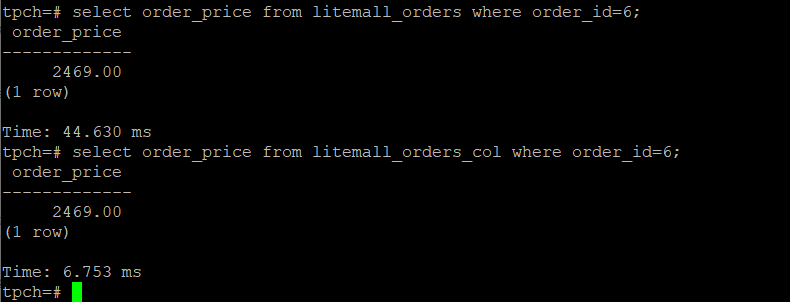 tpch=# select order_price from litemall_orders where order_id=6;
 order_price
-------------
     2469.00
(1 row)

Time: 44.630 ms
tpch=# select order_price from litemall_orders_col where order_id=6;
 order_price
-------------
     2469.00
(1 row)

Time: 6.753 ms
tpch=#